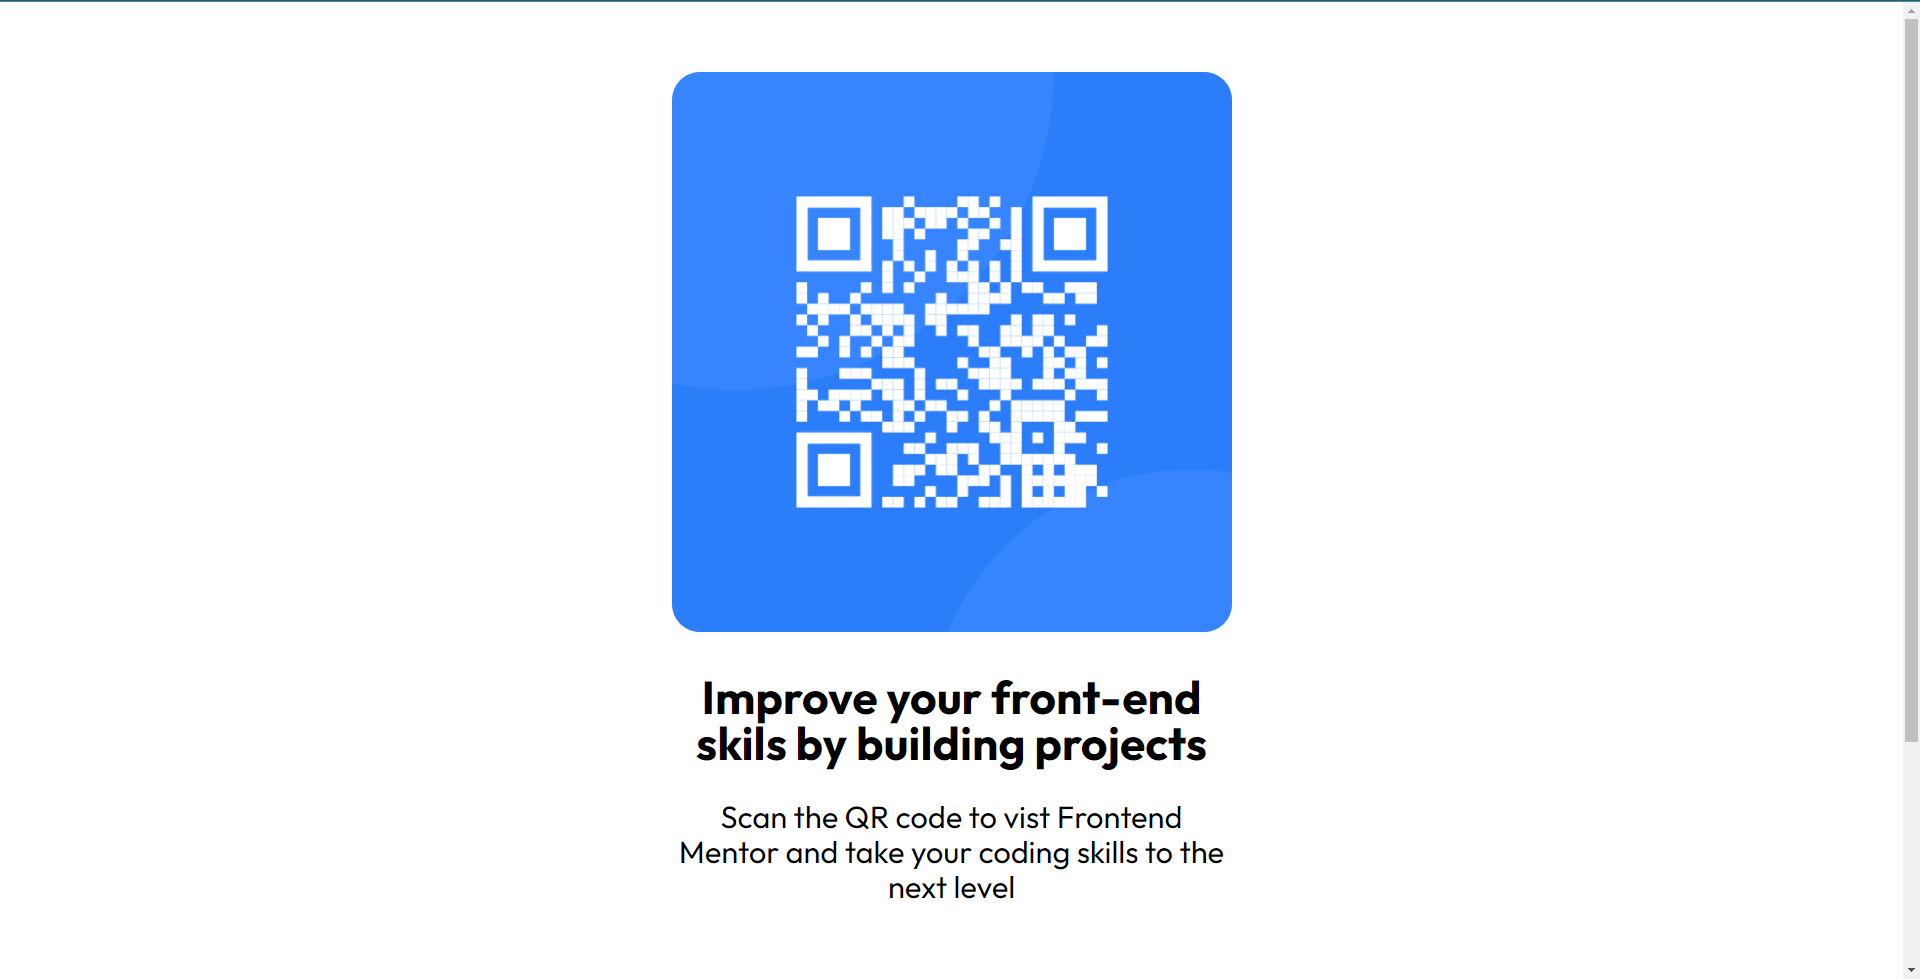 Improve your front-end
skils by building projects
Scan the QR code to vist Frontend
Mentor and take your coding skills to the
next level